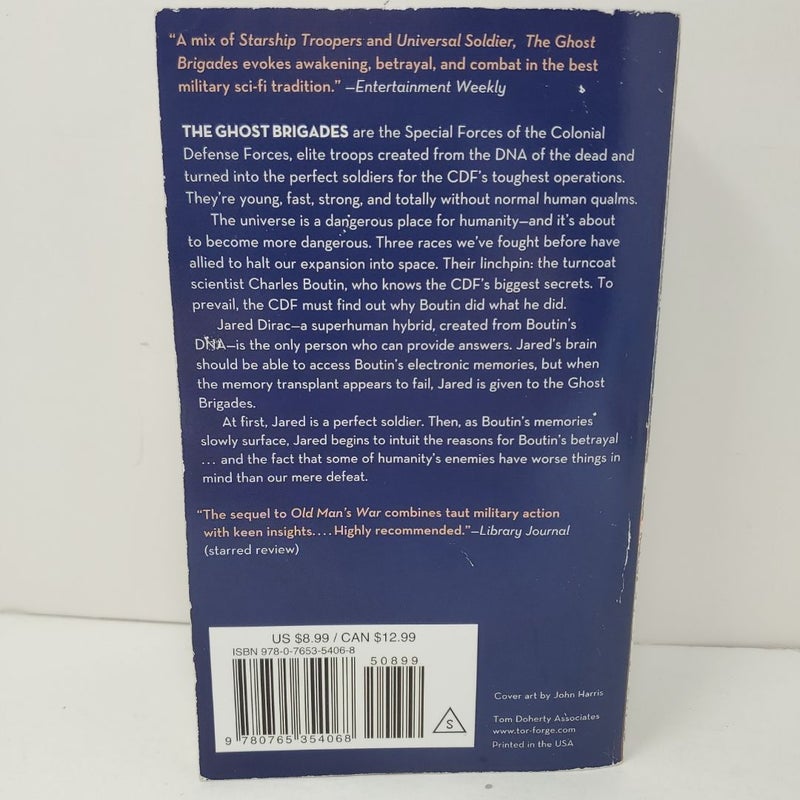 "A mix of Starship Troopers and Universal Soldier, The Ghost
Brigades evokes awakening, betrayal, and combat in the best
military sci-fi tradition." —Entertainment Weekly
THE GHOST BRIGADES are the Special Forces of the Colonial
Defense Forces, elite troops created from the DNA of the dead and
turned into the perfect soldiers for the CDF's toughest operations.
They're young, fast, strong, and totally without normal human qualms.
The universe is a dangerous place for humanity—and it's about
to become more dangerous. Three races we've fought before have
allied to halt our expansion into space. Their linchpin: the turncoat
scientist Charles Boutin, who knows the CDF's biggest secrets. To
prevail, the CDF must find out why Boutin did what he did.
Jared Dirac—a superhuman hybrid, created from Boutin's
DNA—is the only person who can provide answers. Jared's brain
should be able to access Boutin's electronic memories, but when
the memory transplant appears to fail, Jared is given to the Ghost
Brigades.
At first, Jared is a perfect soldier. Then, as Boutin's memories
slowly surface, Jared begins to intuit the reasons for Boutin's betrayal
... and the fact that some of humanity's enemies have worse things in
mind than our mere defeat.
"The sequel to Old Man's War combines taut military action
with keen insights.... Highly recommended."—Library Journal
(starred review)
US $8.99 / CAN $12.99
ISBN 978-0-7653-5406-8
50899
9 780765 354068
S
Cover art by John Harris
Tom Doherty Associates
www.tor-forge.com
Printed in the USA